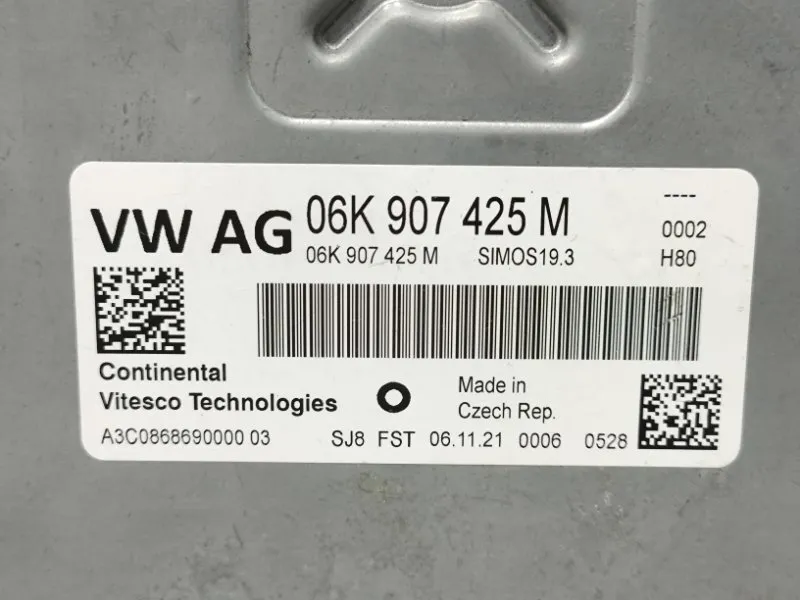 VW AG 06K 907 425 M ----
06K 907 425 M SIMOS19.3 0002
H80
Continental
Vitesco Technologies
Made in
Czech Rep.
A3C0868690000 03 SJ8 FST 06.11.21 0006 0528